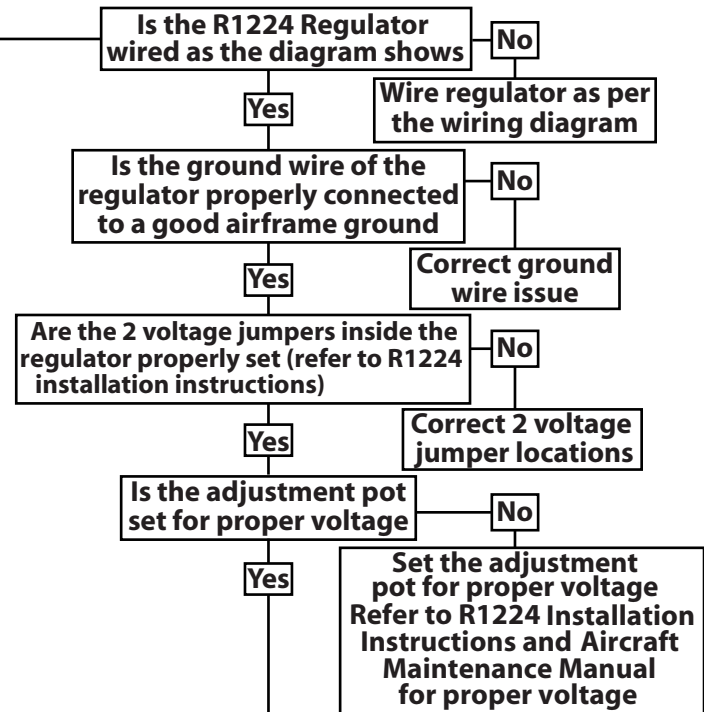 Is the R1224 Regulator
wired as the diagram shows
No
Wire regulator as per
the wiring diagram
Yes
Is the ground wire of the
regulator properly connected
to a good airframe ground
No
Correct ground
wire issue
Yes
Are the 2 voltage jumpers inside the
regulator properly set (refer to R1224
installation instructions)
No
Correct 2 voltage
jumper locations
Yes
Is the adjustment pot
set for proper voltage
No
Set the adjustment
pot for proper voltage
Refer to R1224 Installation
Instructions and Aircraft
Maintenance Manual
for proper voltage
Yes